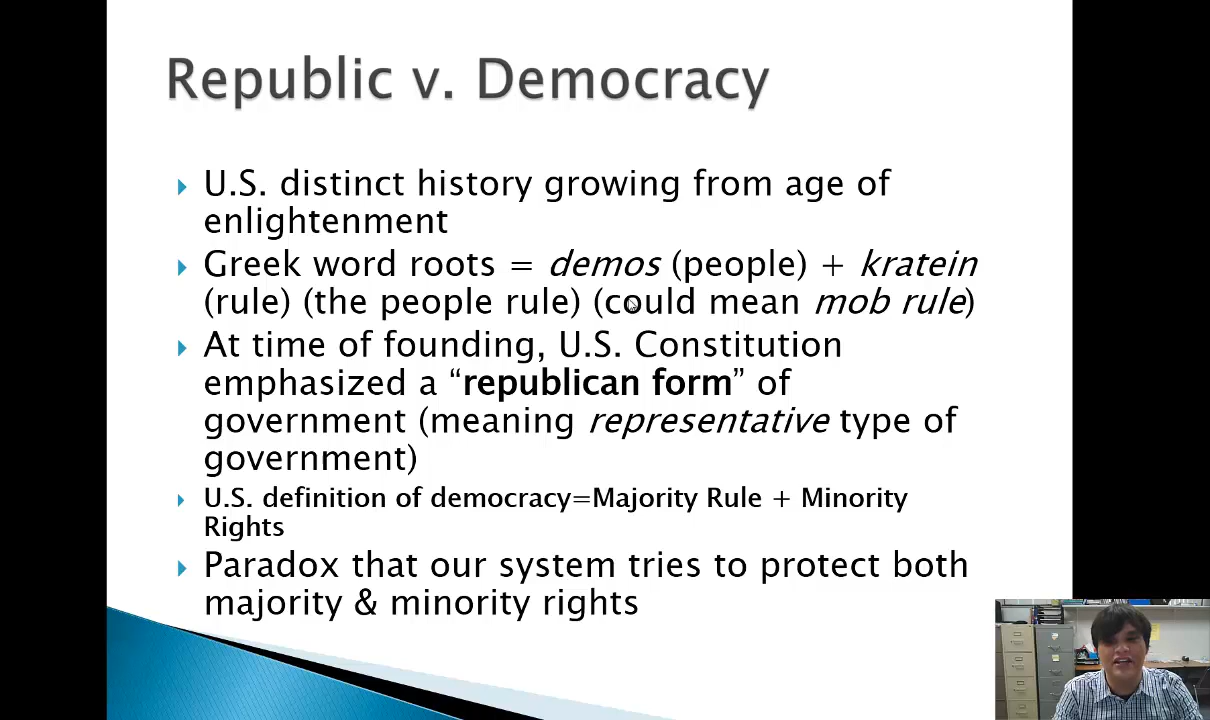 Republic v. Democracy
U.S. distinct history growing from age of
enlightenment
Greek word roots = demos (people) + kratein
(rule) (the people rule) (could mean mob rule)
At time of founding, U.S. Constitution
emphasized a “republican form” of
government (meaning representative type of
government)
U.S. definition of democracy=Majority Rule + Minority
Rights
Paradox that our system tries to protect both
majority & minority rights